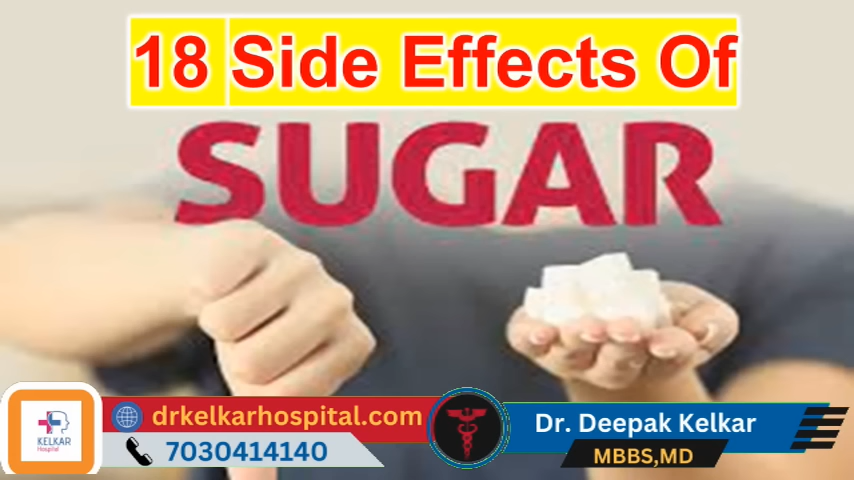 18 Side Effects Of
SUGAR
KELKAR
Hospital
drkelkarhospital.com
7030414140
Dr. Deepak Kelkar
MBBS,MD